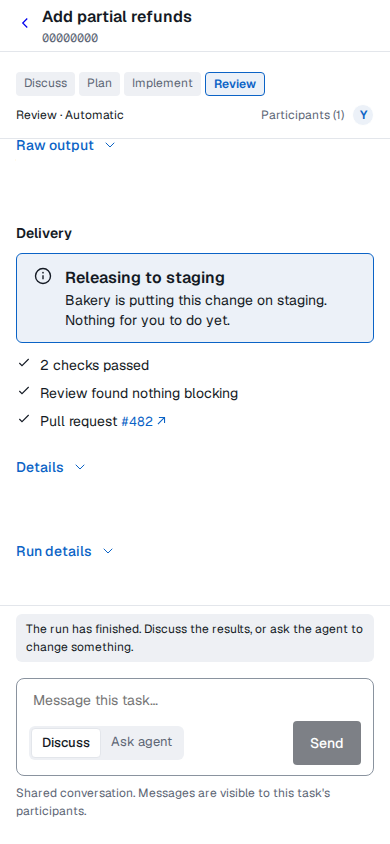 Add partial refunds
00000000
Discuss
Plan
Implement
Review
Review · Automatic
Participants (1)
Y
Raw output
Delivery
Releasing to staging
Bakery is putting this change on staging.
Nothing for you to do yet.
2 checks passed
Review found nothing blocking
Pull request #482
Details
Run details
The run has finished. Discuss the results, or ask the agent to
change something.
Message this task...
Discuss
Ask agent
Send
Shared conversation. Messages are visible to this task's
participants.